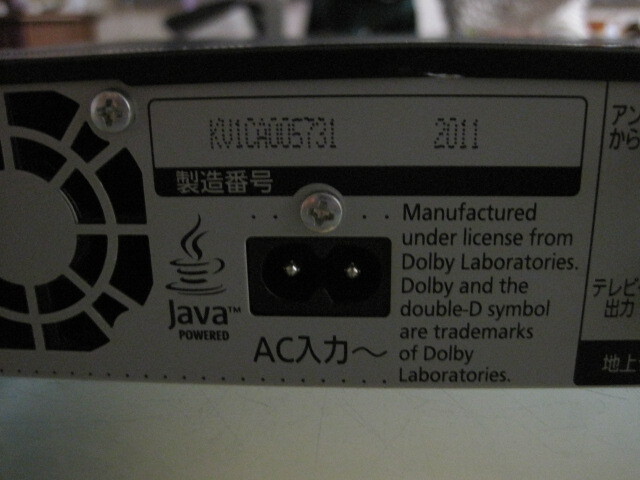 KV1CA005731 2011
製造番号
Manufactured
under license from
Dolby Laboratories.
Dolby and the
double-D symbol
are trademarks
of Dolby
Laboratories.
Java™
POWERED
AC入力～
アン
から
テレビ
出力
地上